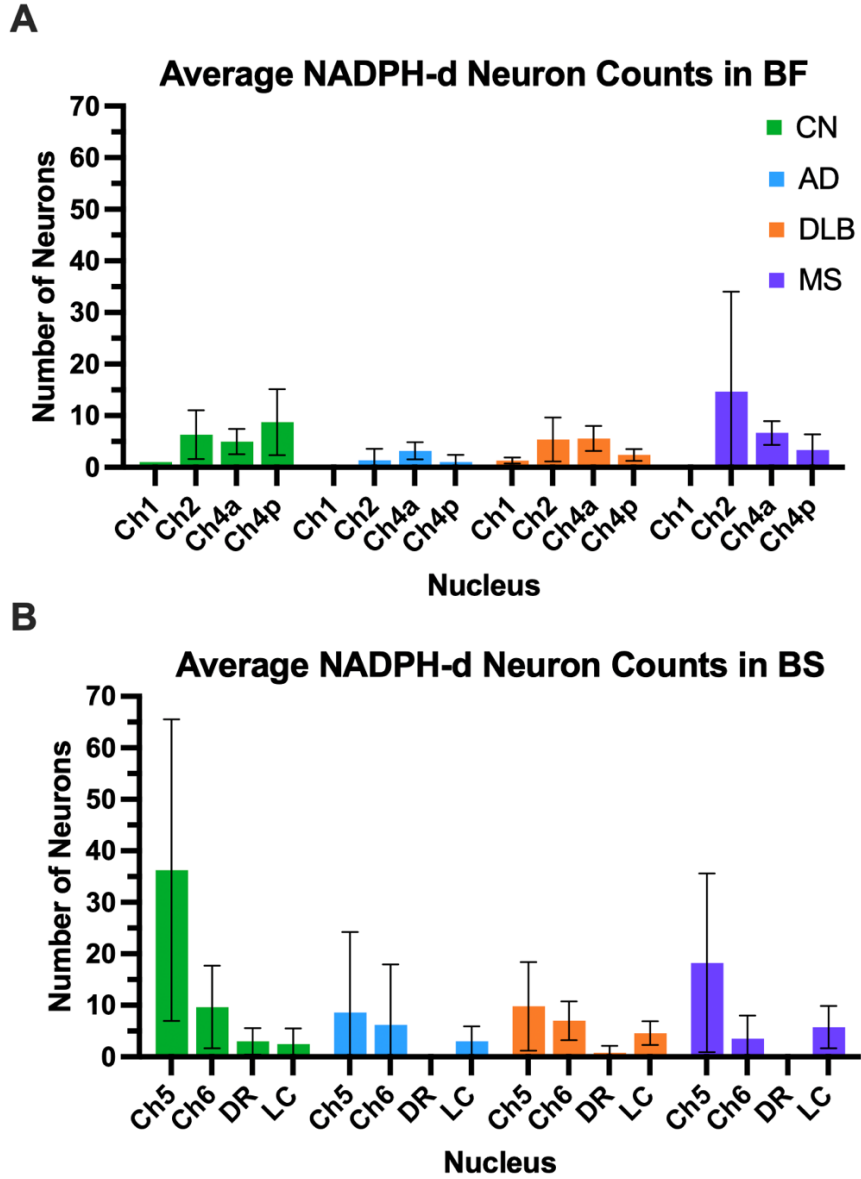 A
Average NADPH-d Neuron Counts in BF
Number of Neurons
70
60
50
40
30
20
10
0
CN
AD
DLB
MS
Ch1 Ch2 Ch4a Ch4p Ch1 Ch2 Ch4a Ch4p Ch1 Ch2 Ch4a Ch4p Ch1 Ch2 Ch4a Ch4p
Nucleus
B
Average NADPH-d Neuron Counts in BS
Number of Neurons
70
60
50
40
30
20
10
0
Ch5 Ch6 DR LC Ch5 Ch6 DR LC Ch5 Ch6 DR LC Ch5 Ch6 DR LC
Nucleus